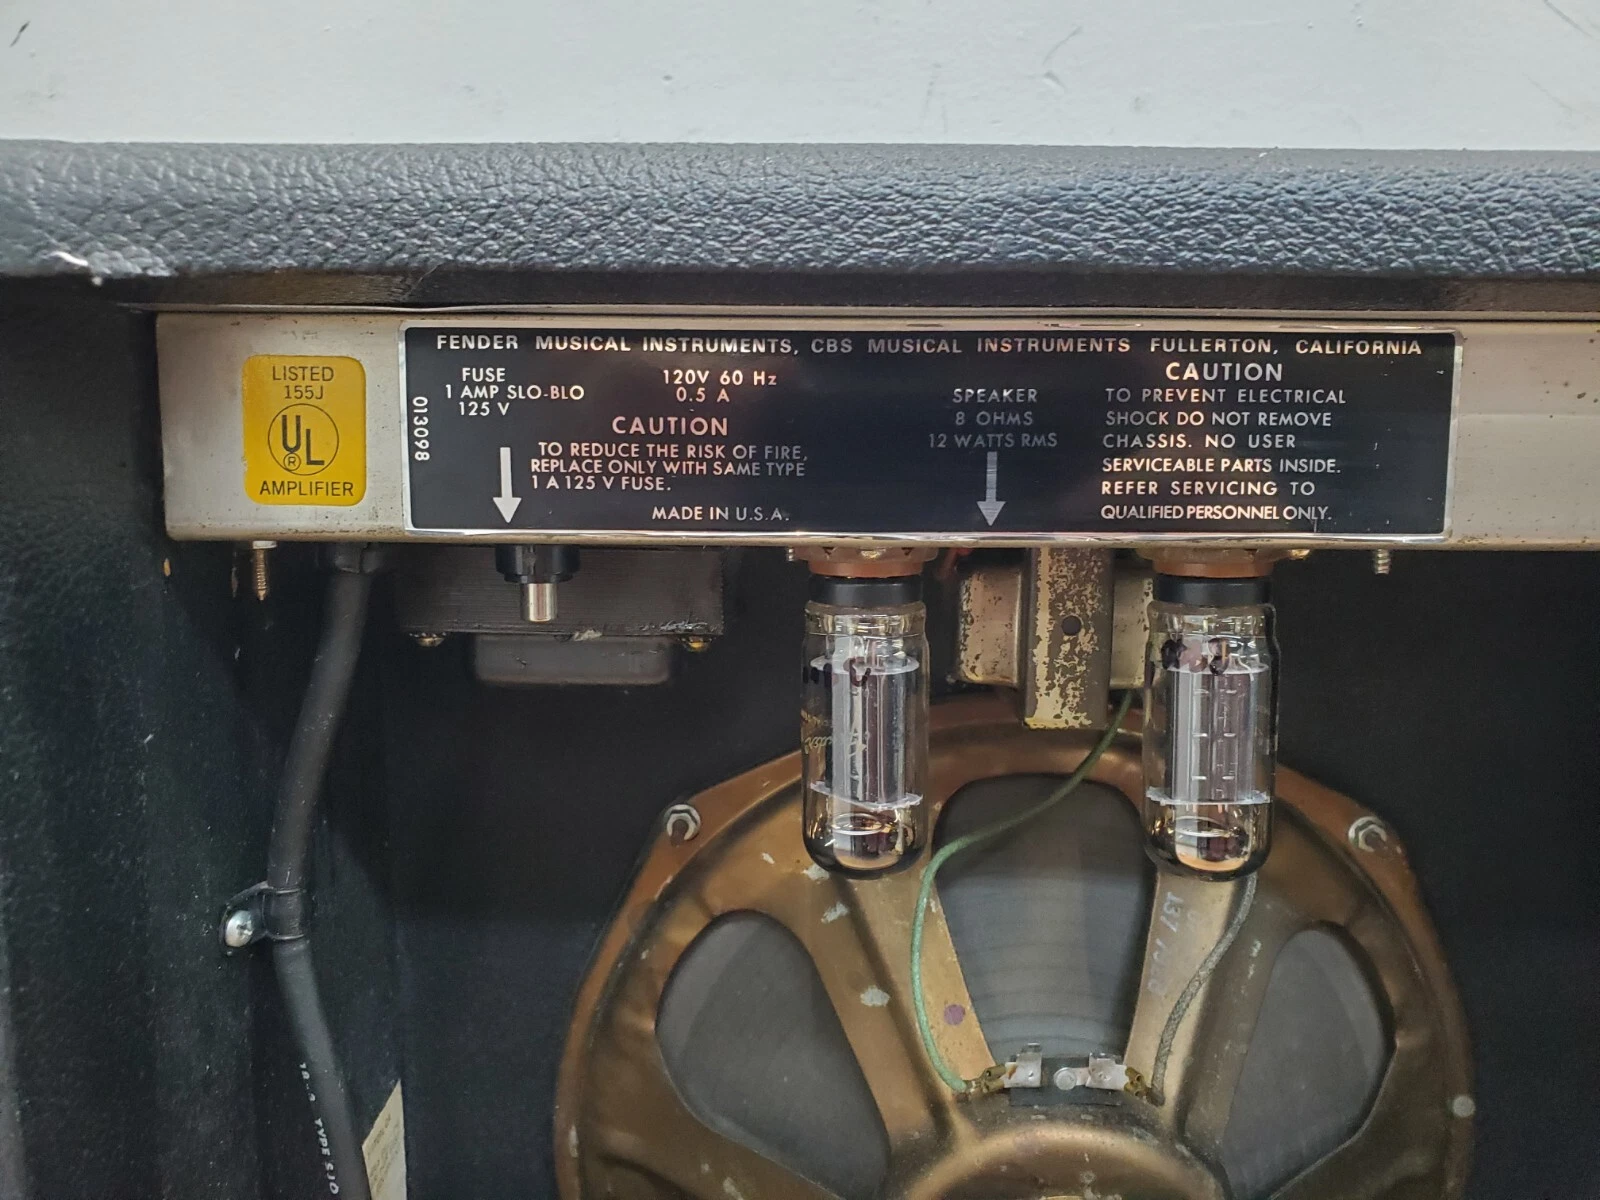 LISTED
155J
UL
®
AMPLIFIER
FENDER MUSICAL INSTRUMENTS, CBS MUSICAL INSTRUMENTS FULLERTON, CALIFORNIA
013098
FUSE
1 AMP SLO-BLO
125 V
120V 60 Hz
0.5 A
CAUTION
TO REDUCE THE RISK OF FIRE,
REPLACE ONLY WITH SAME TYPE
1 A 125 V FUSE.
MADE IN U.S.A.
SPEAKER
8 OHMS
12 WATTS RMS
CAUTION
TO PREVENT ELECTRICAL
SHOCK DO NOT REMOVE
CHASSIS. NO USER
SERVICEABLE PARTS INSIDE.
REFER SERVICING TO
QUALIFIED PERSONNEL ONLY.
TYPE SJO